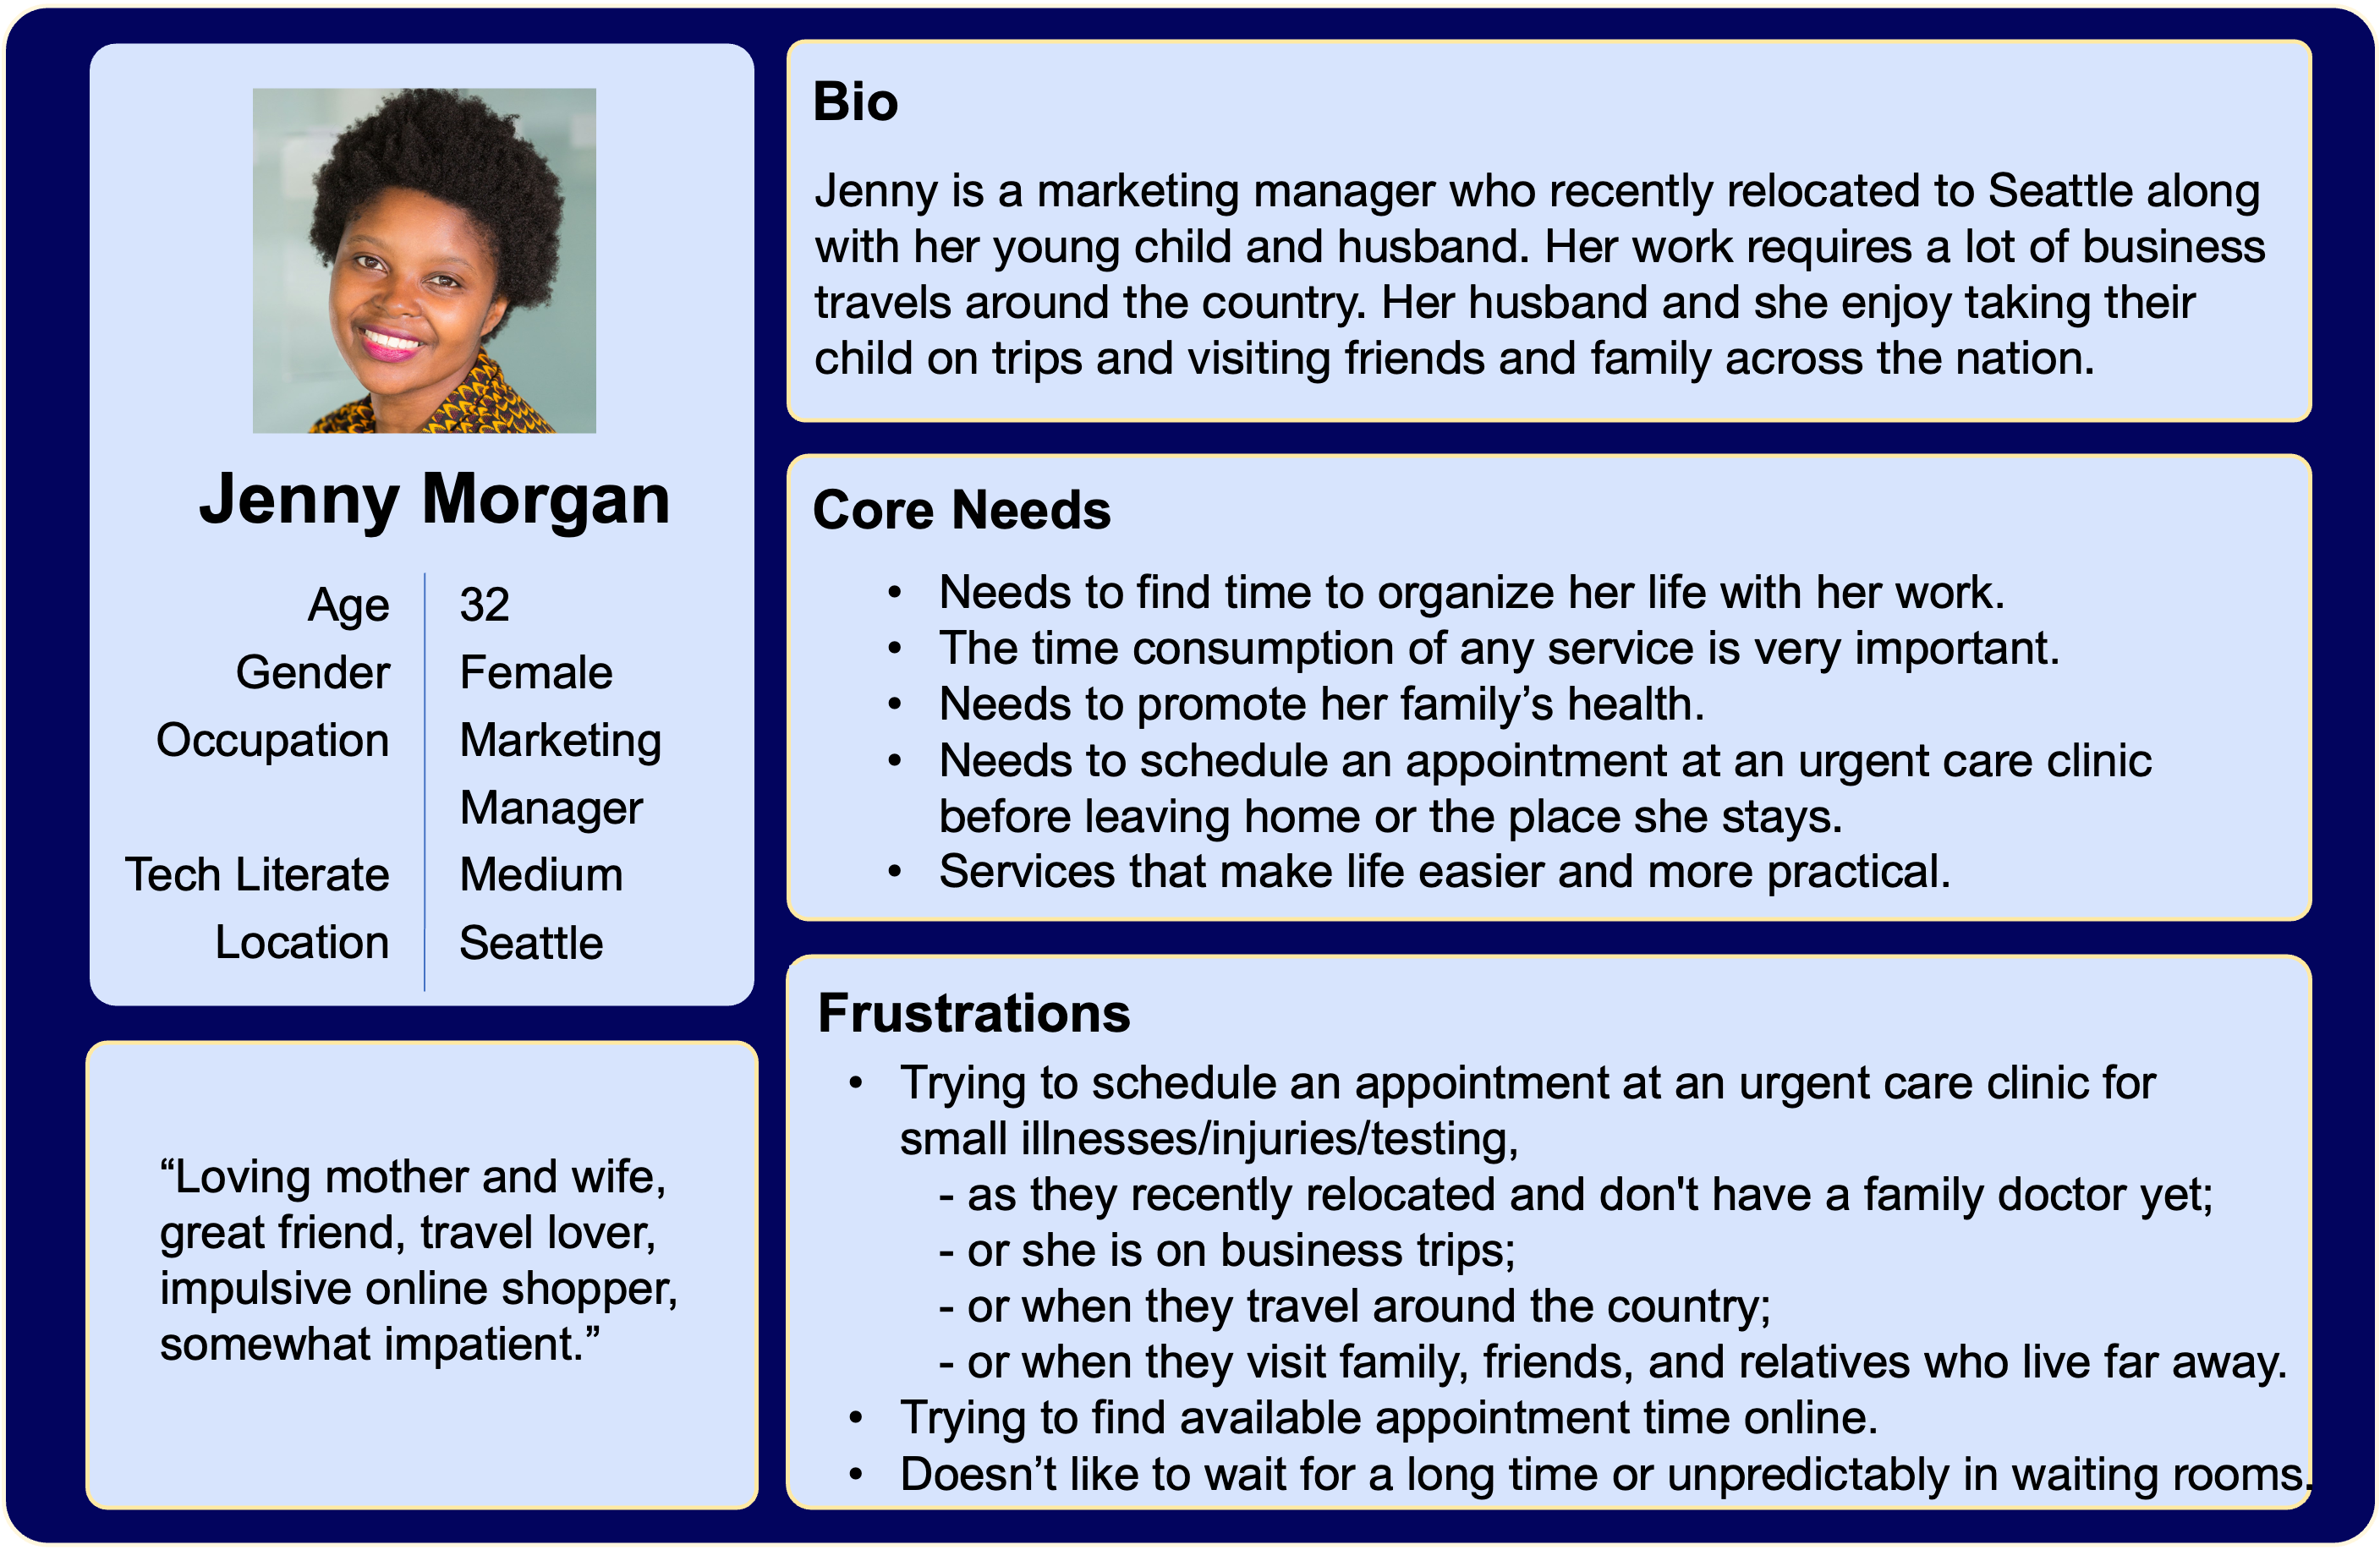 Jenny Morgan
Age 32
Gender Female
Occupation Marketing
Manager
Tech Literate Medium
Location Seattle
“Loving mother and wife,
great friend, travel lover,
impulsive online shopper,
somewhat impatient.”
Bio
Jenny is a marketing manager who recently relocated to Seattle along
with her young child and husband. Her work requires a lot of business
travels around the country. Her husband and she enjoy taking their
child on trips and visiting friends and family across the nation.
Core Needs
• Needs to find time to organize her life with her work.
• The time consumption of any service is very important.
• Needs to promote her family’s health.
• Needs to schedule an appointment at an urgent care clinic
before leaving home or the place she stays.
• Services that make life easier and more practical.
Frustrations
• Trying to schedule an appointment at an urgent care clinic for
small illnesses/injuries/testing,
- as they recently relocated and don't have a family doctor yet;
- or she is on business trips;
- or when they travel around the country;
- or when they visit family, friends, and relatives who live far away.
• Trying to find available appointment time online.
• Doesn’t like to wait for a long time or unpredictably in waiting rooms.